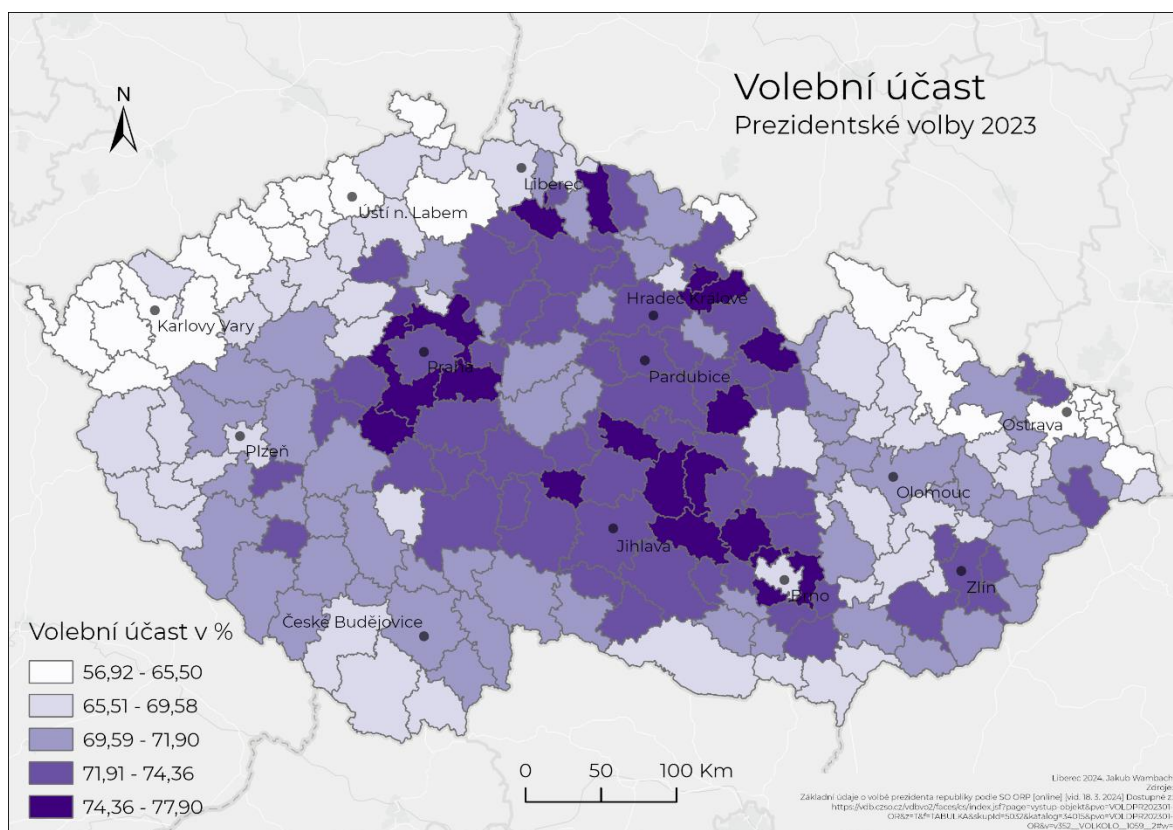 Volební účast
Prezidentské volby 2023
N
Liberec
Ústí n. Labem
Karlovy Vary
Hradec Králové
Praha
Pardubice
Plzeň
Ostrava
Olomouc
Jihlava
Zlín
Brno
České Budějovice
Volební účast v %
56,92 - 65,50
65,51 - 69,58
69,59 - 71,90
71,91 - 74,36
74,36 - 77,90
0 50 100 Km
Liberec 2024, Jakub Wambach
Zdroje:
Základní údaje o volbě prezidenta republiky podle SO ORP [online] [vid. 18. 3. 2024] Dostupné z: